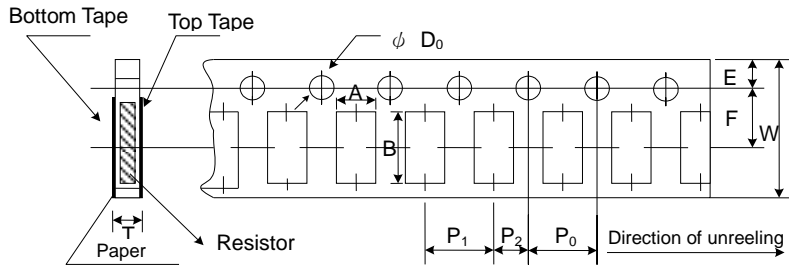 Bottom Tape
Top Tape
ψ D₀
E
A
F
W
B
T
Paper
Resistor
P₁
P₂
P₀
Direction of unreeling